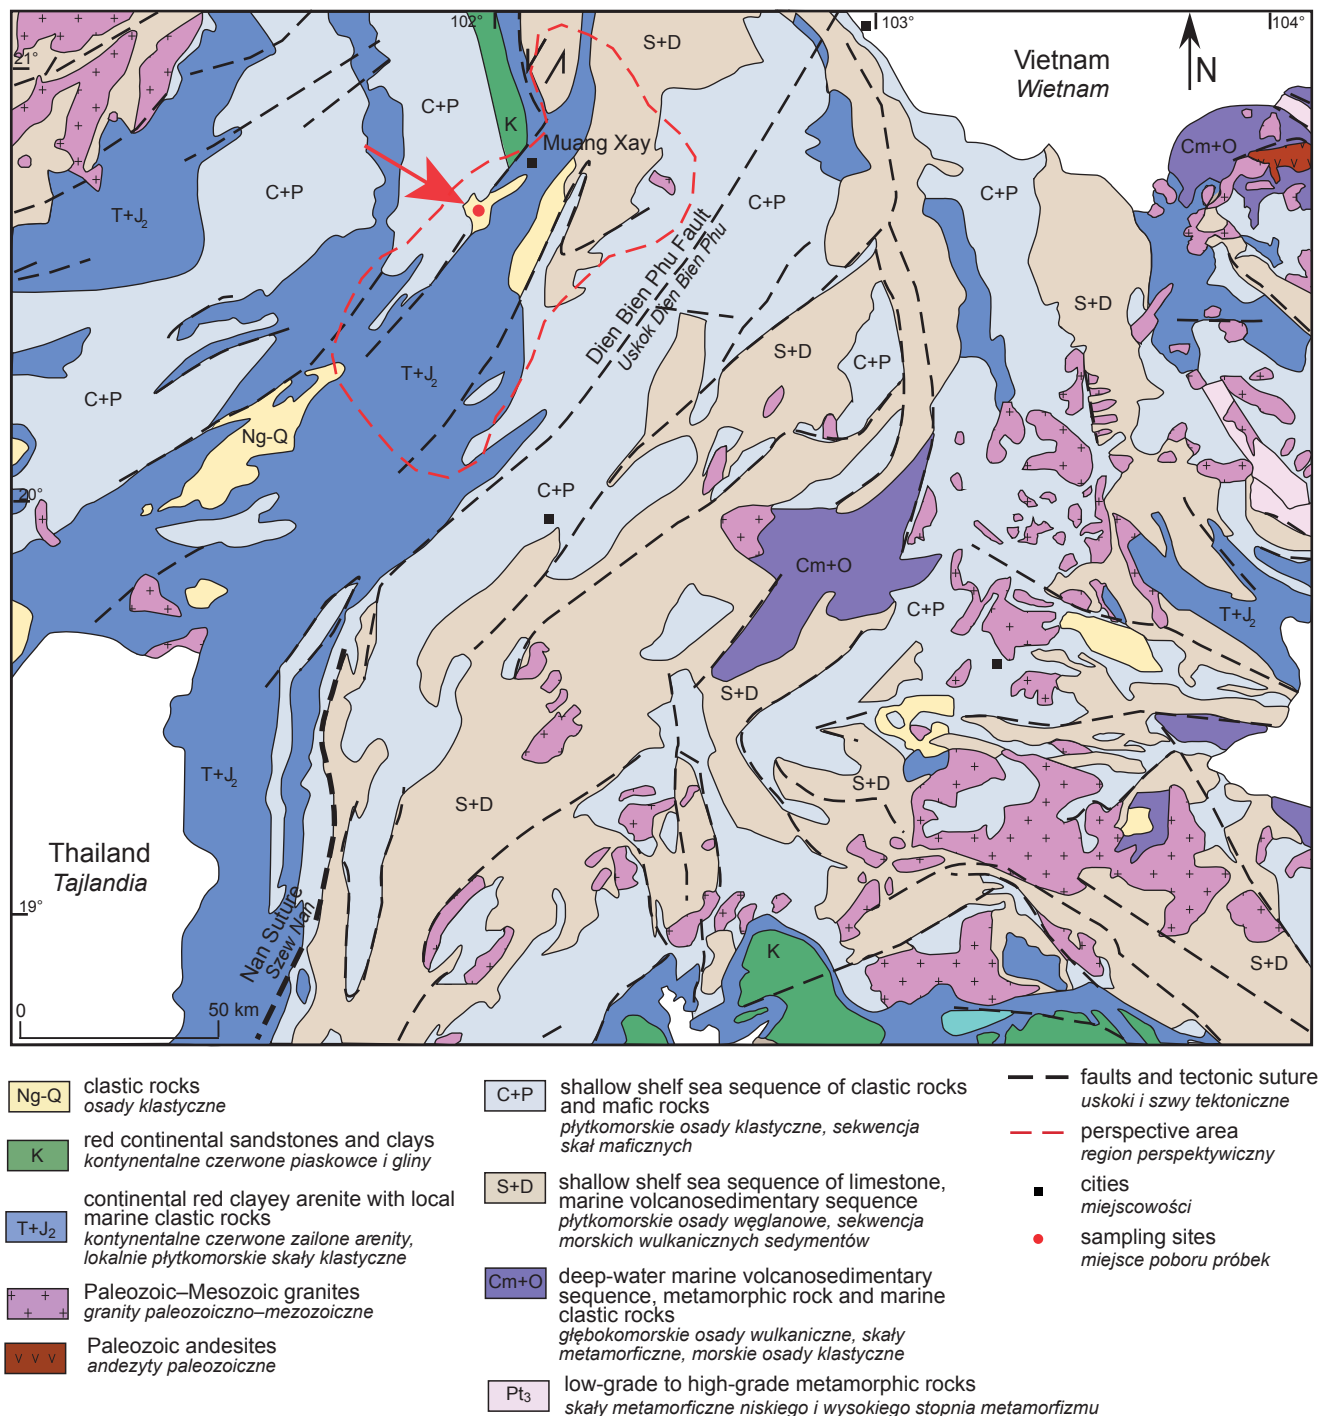 102°
103°
104°
21°
S+D
Vietnam
Wietnam
N
C+P
K
Muang Xay
Cm+O
C+P
C+P
C+P
T+J2
Dien Bien Phu Fault
Uskok Dien Bien Phu
S+D
S+D
C+P
T+J2
C+P
Ng-Q
20°
C+P
Cm+O
C+P
T+J2
S+D
T+J2
S+D
S+D
Thailand
Tajlandia
19°
Nan Suture
Szew Nan
K
S+D
0
50 km
Ng-Q
clastic rocks
osady klastyczne
K
red continental sandstones and clays
kontynentalne czerwone piaskowce i gliny
T+J2
continental red clayey arenite with local
marine clastic rocks
kontynentalne czerwone zailone arenity,
lokalnie płytkomorskie skały klastyczne
Paleozoic–Mesozoic granites
granity paleozoiczno–mezozoiczne
Paleozoic andesites
andezyty paleozoiczne
C+P
shallow shelf sea sequence of clastic rocks
and mafic rocks
płytkomorskie osady klastyczne, sekwencja
skał maficznych
S+D
shallow shelf sea sequence of limestone,
marine volcanosedimentary sequence
płytkomorskie osady węglanowe, sekwencja
morskich wulkanicznych sedymentów
Cm+O
deep-water marine volcanosedimentary
sequence, metamorphic rock and marine
clastic rocks
głębokomorskie osady wulkaniczne, skały
metamorficzne, morskie osady klastyczne
Pt3
low-grade to high-grade metamorphic rocks
skały metamorficzne niskiego i wysokiego stopnia metamorfizmu
faults and tectonic suture
uskoki i szwy tektoniczne
perspective area
region perspektywiczny
cities
miejscowości
sampling sites
miejsce poboru próbek